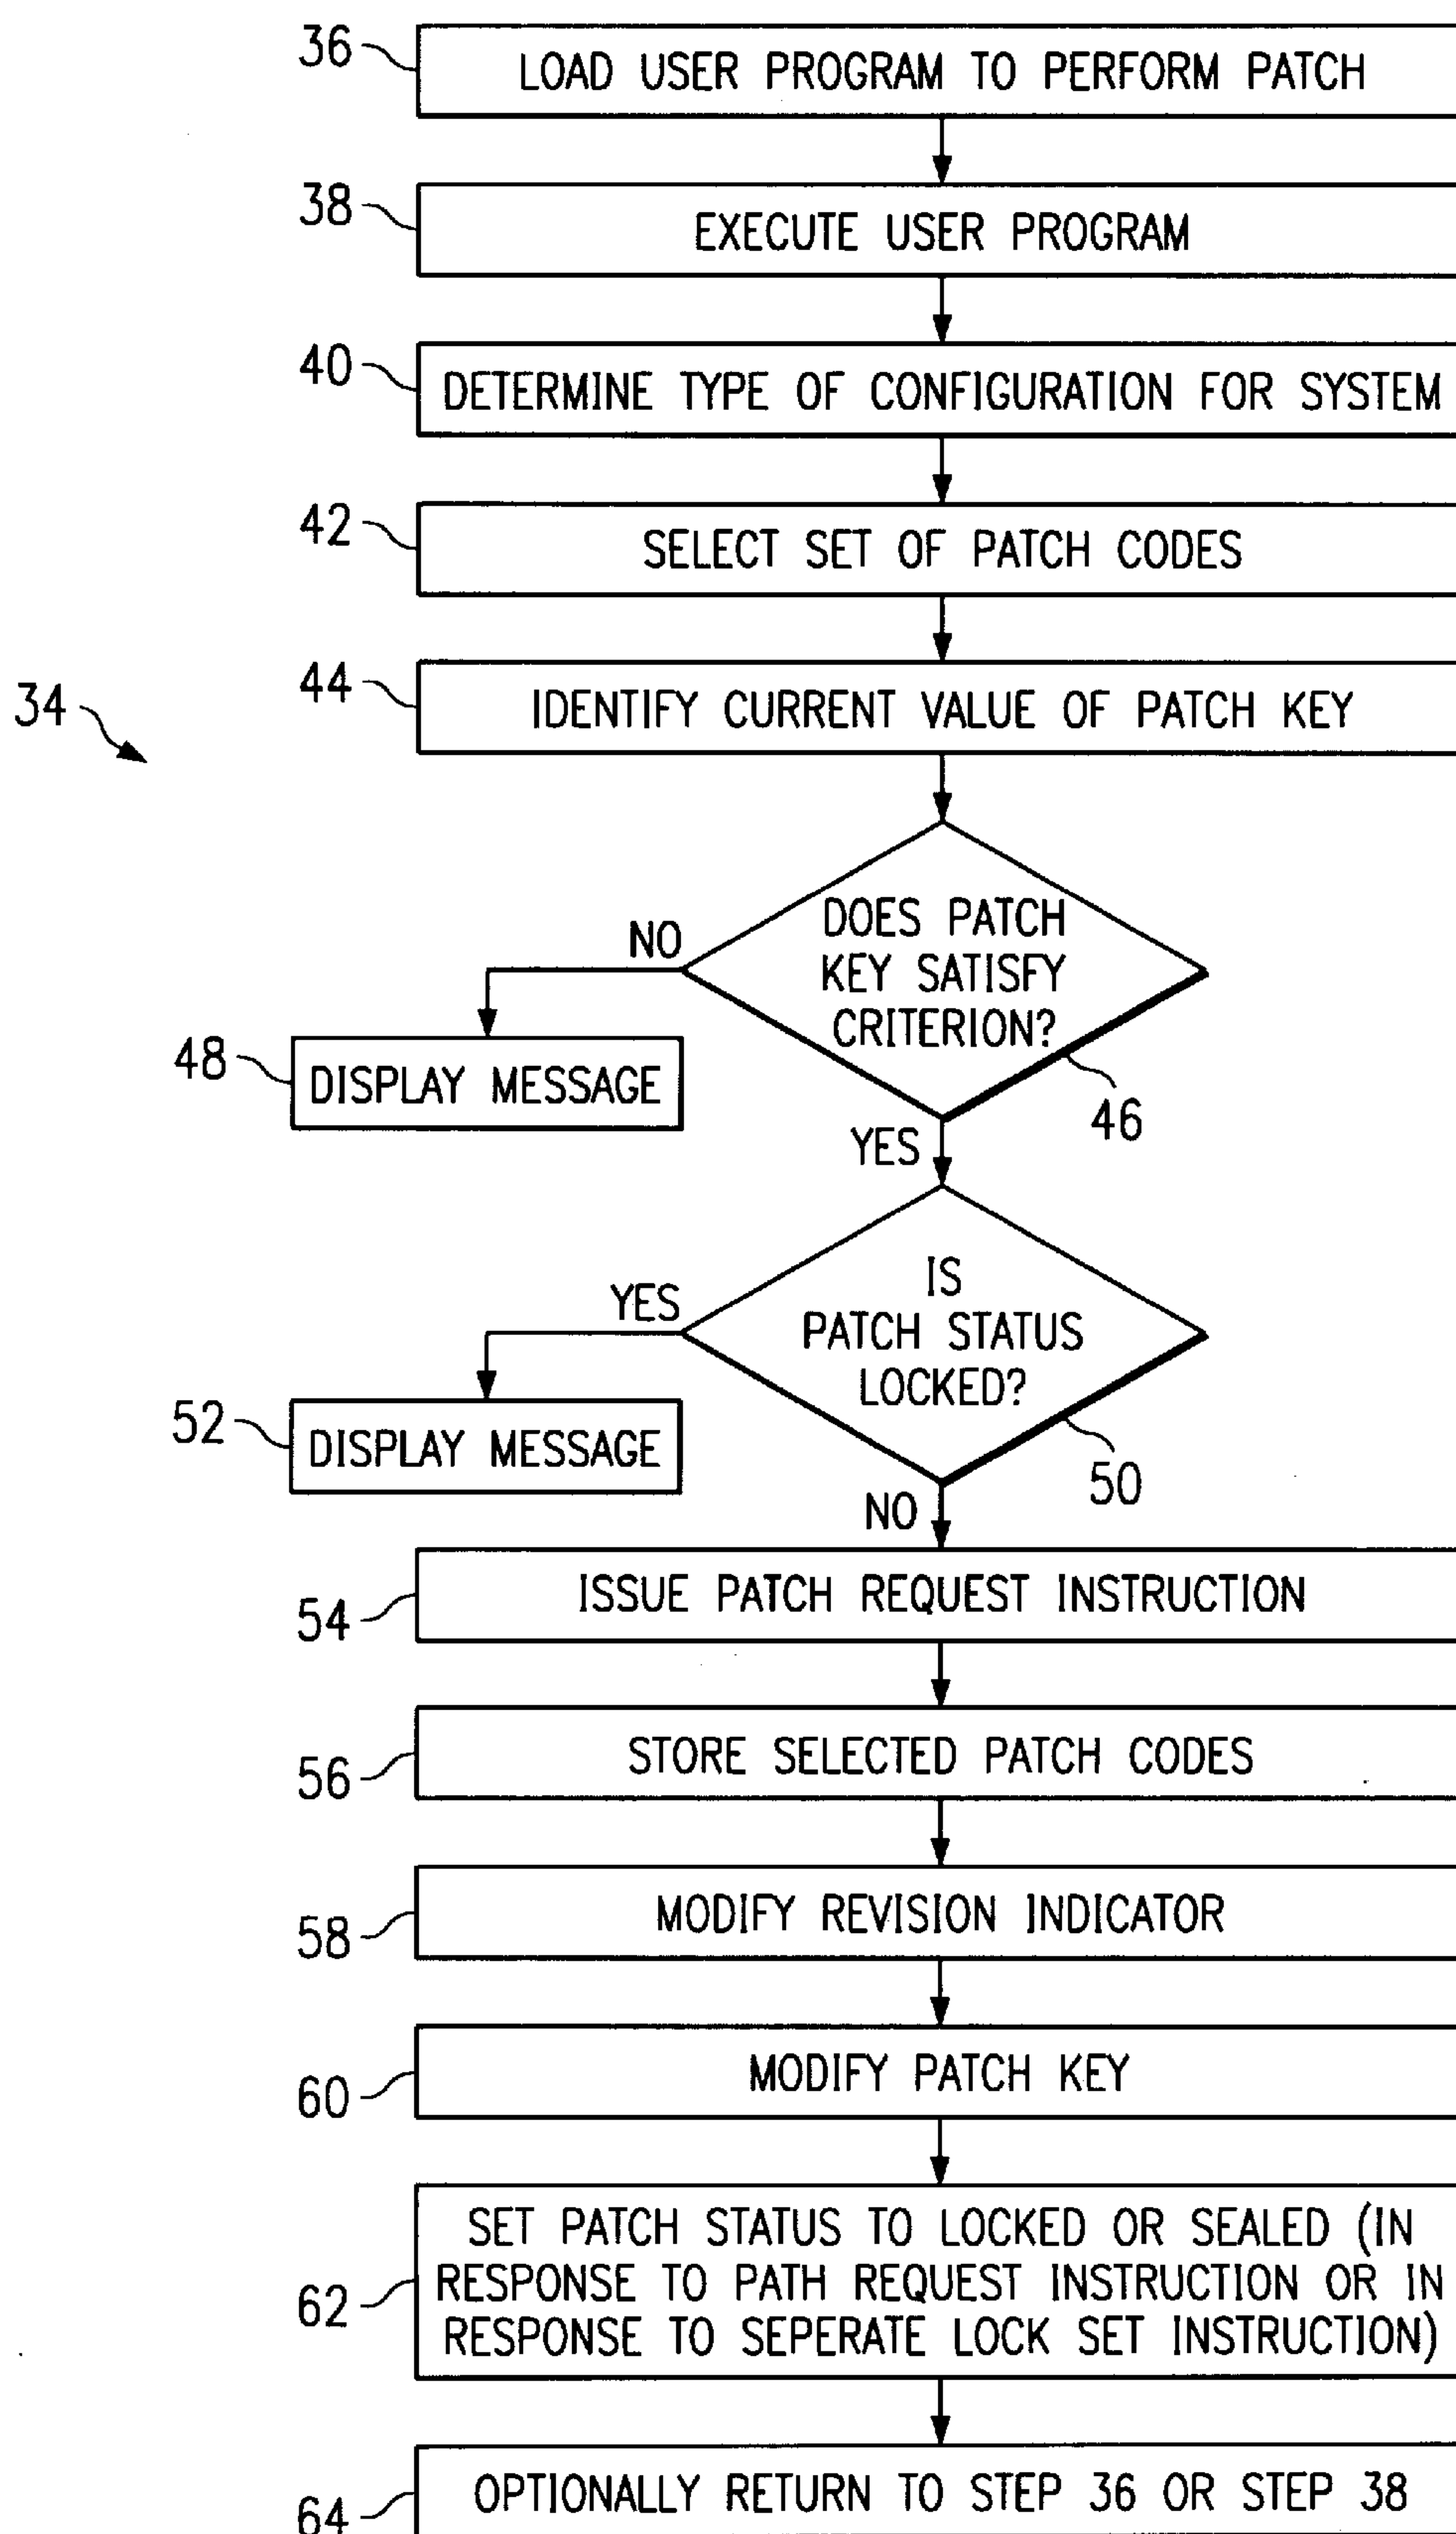 36
LOAD USER PROGRAM TO PERFORM PATCH
38
EXECUTE USER PROGRAM
40
DETERMINE TYPE OF CONFIGURATION FOR SYSTEM
42
SELECT SET OF PATCH CODES
44
IDENTIFY CURRENT VALUE OF PATCH KEY
34
DOES PATCH
KEY SATISFY
CRITERION?
NO
48
DISPLAY MESSAGE
46
YES
IS
PATCH STATUS
LOCKED?
YES
52
DISPLAY MESSAGE
50
NO
54
ISSUE PATCH REQUEST INSTRUCTION
56
STORE SELECTED PATCH CODES
58
MODIFY REVISION INDICATOR
60
MODIFY PATCH KEY
62
SET PATCH STATUS TO LOCKED OR SEALED (IN
RESPONSE TO PATH REQUEST INSTRUCTION OR IN
RESPONSE TO SEPERATE LOCK SET INSTRUCTION)
64
OPTIONALLY RETURN TO STEP 36 OR STEP 38